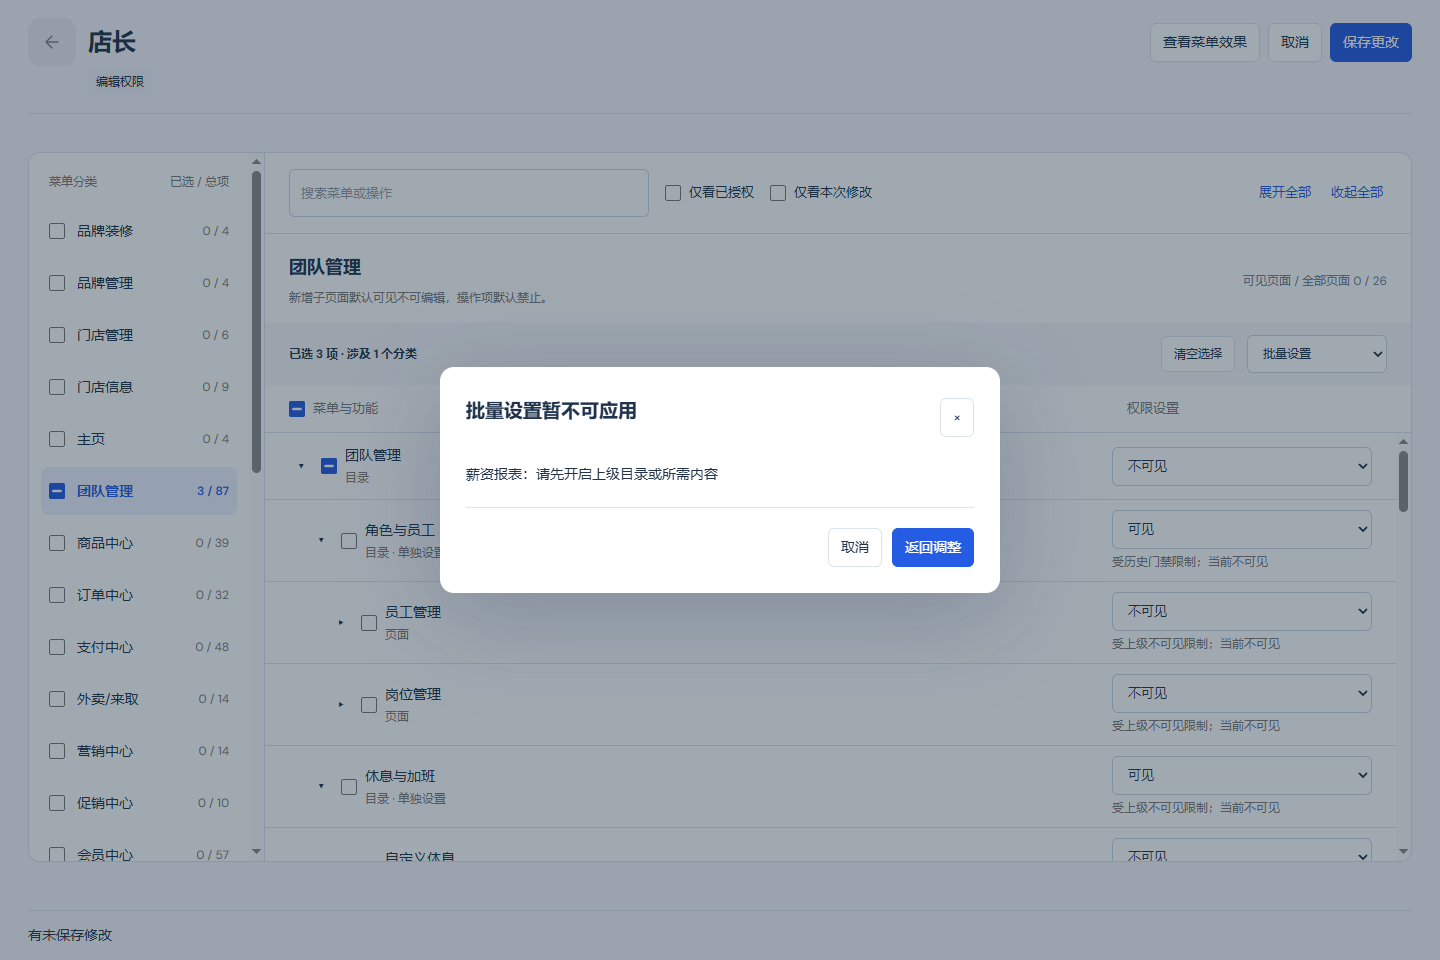 店长
编辑权限
查看菜单效果
取消
保存更改
菜单分类
已选 / 总项
品牌装修
0 / 4
品牌管理
0 / 4
门店管理
0 / 6
门店信息
0 / 9
主页
0 / 4
团队管理
3 / 87
商品中心
0 / 39
订单中心
0 / 32
支付中心
0 / 48
外卖/来取
0 / 14
营销中心
0 / 14
促销中心
0 / 10
会员中心
0 / 57
搜索菜单或操作
仅看已授权
仅看本次修改
展开全部
收起全部
团队管理
新增子页面默认可见不可编辑，操作项默认禁止。
可见页面 / 全部页面 0 / 26
已选 3 项 · 涉及 1 个分类
清空选择
批量设置
菜单与功能
权限设置
团队管理
目录
不可见
角色与员工
目录 · 单独设置
可见
受历史门禁限制；当前不可见
员工管理
页面
不可见
受上级不可见限制；当前不可见
岗位管理
页面
不可见
受上级不可见限制；当前不可见
休息与加班
目录 · 单独设置
可见
受上级不可见限制；当前不可见
自定义休息
不可见
批量设置暂不可应用
×
薪资报表：请先开启上级目录或所需内容
取消
返回调整
有未保存修改